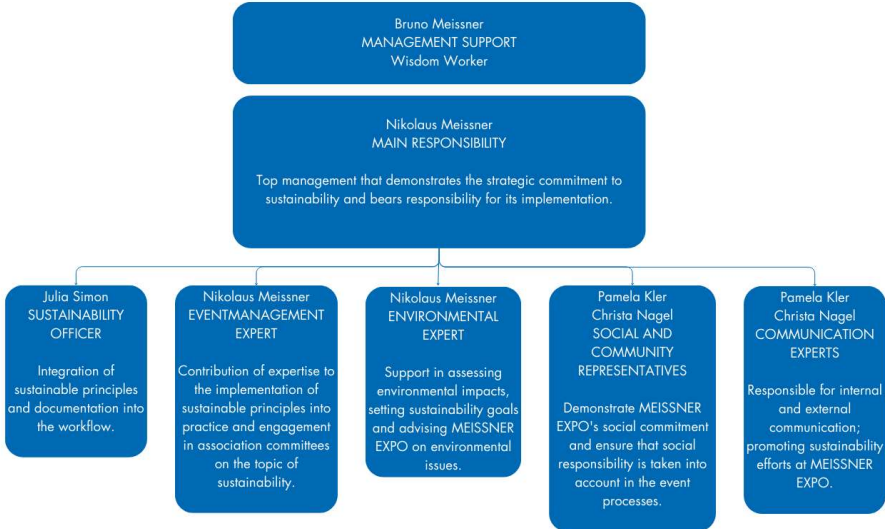 Bruno Meissner
MANAGEMENT SUPPORT
Wisdom Worker
Nikolaus Meissner
MAIN RESPONSIBILITY
Top management that demonstrates the strategic commitment to
sustainability and bears responsibility for its implementation.
Julia Simon
SUSTAINABILITY
OFFICER
Integration of
sustainable principles
and documentation into
the workflow.
Nikolaus Meissner
EVENTMANAGEMENT
EXPERT
Contribution of expertise to
the implementation of
sustainable principles into
practice and engagement
in association committees
on the topic of
sustainability.
Nikolaus Meissner
ENVIRONMENTAL
EXPERT
Support in assessing
environmental impacts,
setting sustainability goals
and advising MEISSNER
EXPO on environmental
issues.
Pamela Kler
Christa Nagel
SOCIAL AND
COMMUNITY
REPRESENTATIVES
Demonstrate MEISSNER
EXPO's social commitment
and ensure that social
responsibility is taken into
account in the event
processes.
Pamela Kler
Christa Nagel
COMMUNICATION
EXPERTS
Responsible for internal
and external
communication;
promoting sustainability
efforts at MEISSNER
EXPO.